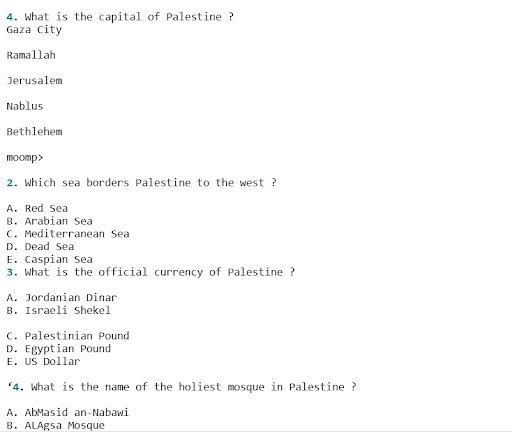 4. What is the capital of Palestine ?
Gaza City
Ramallah
Jerusalem
Nablus
Bethlehem
moomp>
2. Which sea borders Palestine to the west ?
A. Red Sea
B. Arabian Sea
C. Mediterranean Sea
D. Dead Sea
E. Caspian Sea
3. What is the official currency of Palestine ?
A. Jordanian Dinar
B. Israeli Shekel
C. Palestinian Pound
D. Egyptian Pound
E. US Dollar
‘4. What is the name of the holiest mosque in Palestine ?
A. AbMasid an-Nabawi
B. ALAgsa Mosque